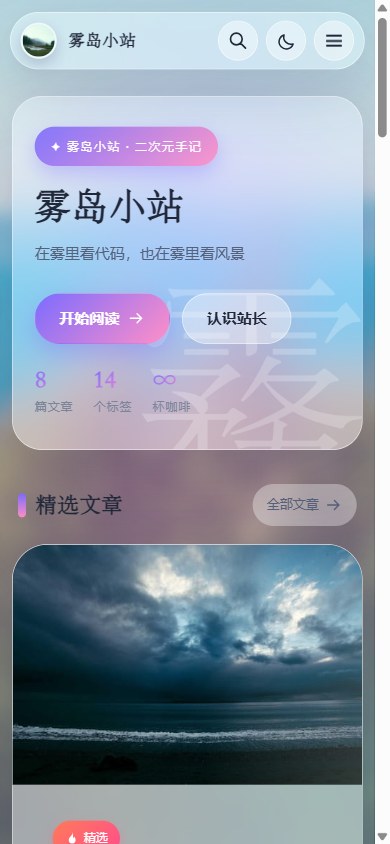 雾岛小站
✦ 雾岛小站 · 二次元手记
雾岛小站
在雾里看代码，也在雾里看风景
开始阅读 →
认识站长
8
14
∞
篇文章
个标签
杯咖啡
霧
精选文章
全部文章 →
精选